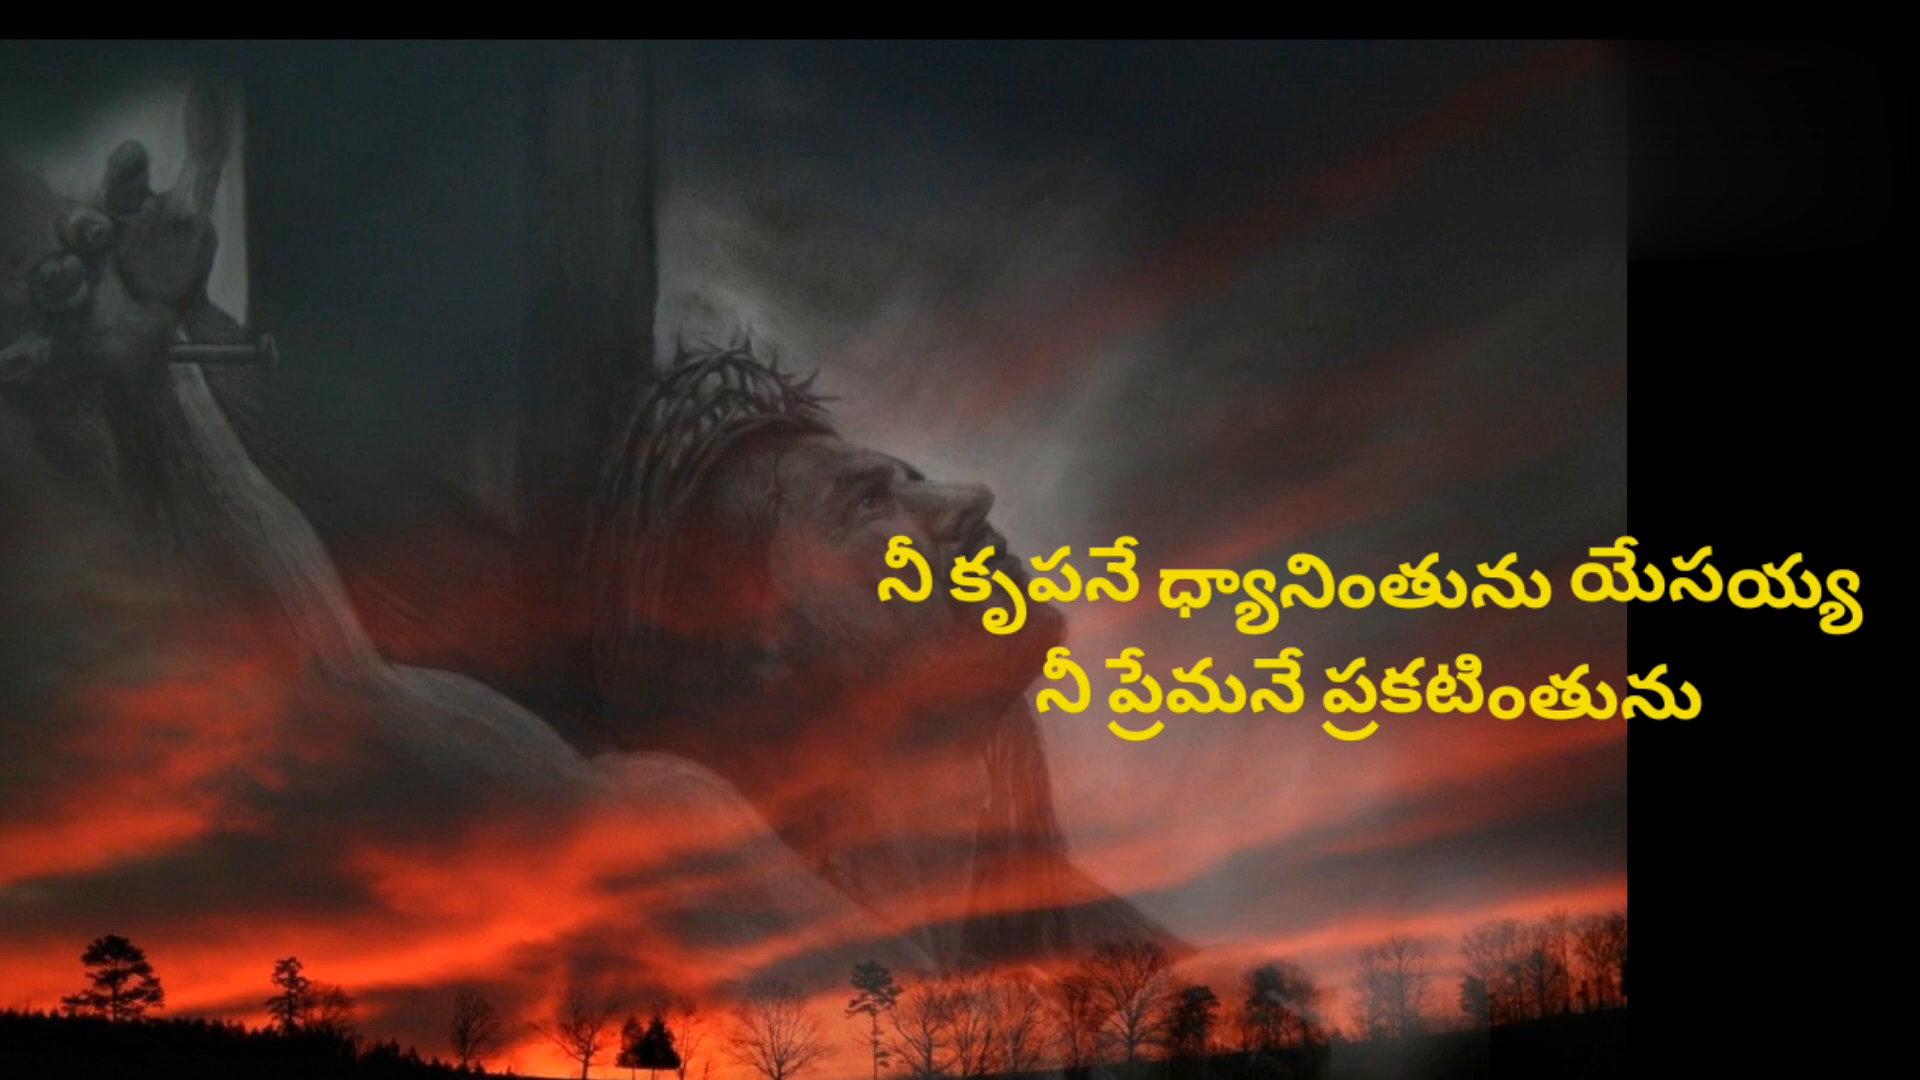 నీ కృపనే ధ్యానింతును యేసయ్య
నీ ప్రేమనే ప్రకటింతును